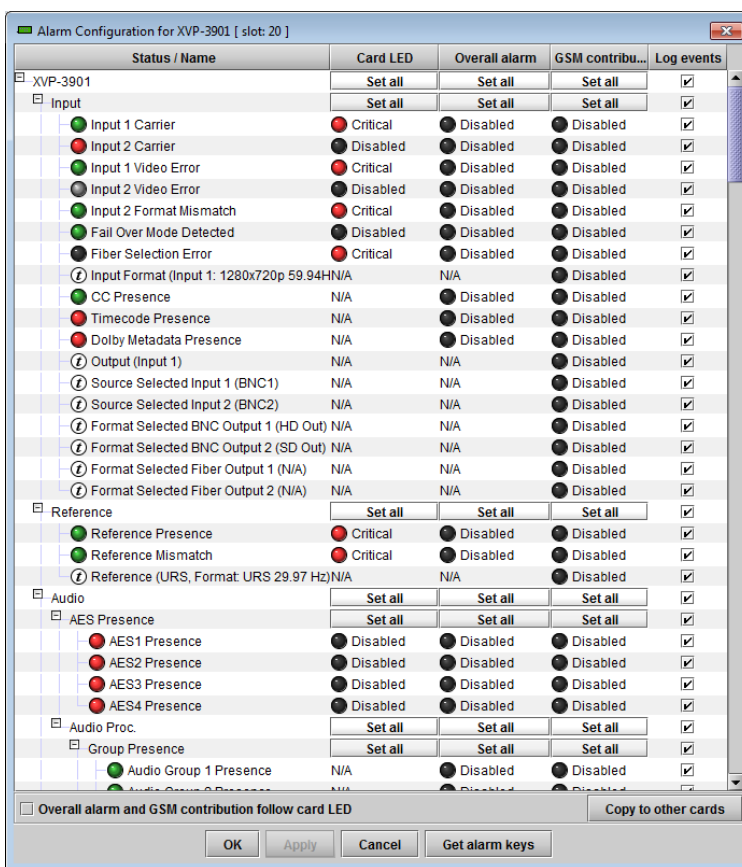 Alarm Configuration for XVP-3901 [ slot: 20 ]
Status / Name Card LED Overall alarm GSM contribu... Log events
XVP-3901 Set all Set all Set all
Input Set all Set all Set all
Input 1 Carrier Critical Disabled Disabled
Input 2 Carrier Disabled Disabled Disabled
Input 1 Video Error Critical Disabled Disabled
Input 2 Video Error Disabled Disabled Disabled
Input 2 Format Mismatch Critical Disabled Disabled
Fail Over Mode Detected Disabled Disabled Disabled
Fiber Selection Error Critical Disabled Disabled
t Input Format (Input 1: 1280x720p 59.94H N/A N/A Disabled
CC Presence N/A Disabled Disabled
Timecode Presence N/A Disabled Disabled
Dolby Metadata Presence N/A Disabled Disabled
t Output (Input 1) N/A N/A Disabled
t Source Selected Input 1 (BNC1) N/A N/A Disabled
t Source Selected Input 2 (BNC2) N/A N/A Disabled
t Format Selected BNC Output 1 (HD Out) N/A N/A Disabled
t Format Selected BNC Output 2 (SD Out) N/A N/A Disabled
t Format Selected Fiber Output 1 (N/A) N/A N/A Disabled
t Format Selected Fiber Output 2 (N/A) N/A N/A Disabled
Reference Set all Set all Set all
Reference Presence Critical Disabled Disabled
Reference Mismatch Critical Disabled Disabled
t Reference (URS, Format: URS 29.97 Hz) N/A N/A Disabled
Audio Set all Set all Set all
AES Presence Set all Set all Set all
AES1 Presence Disabled Disabled Disabled
AES2 Presence Disabled Disabled Disabled
AES3 Presence Disabled Disabled Disabled
AES4 Presence Disabled Disabled Disabled
Audio Proc. Set all Set all Set all
Group Presence Set all Set all Set all
Audio Group 1 Presence N/A Disabled Disabled
Overall alarm and GSM contribution follow card LED Copy to other cards
OK Apply Cancel Get alarm keys